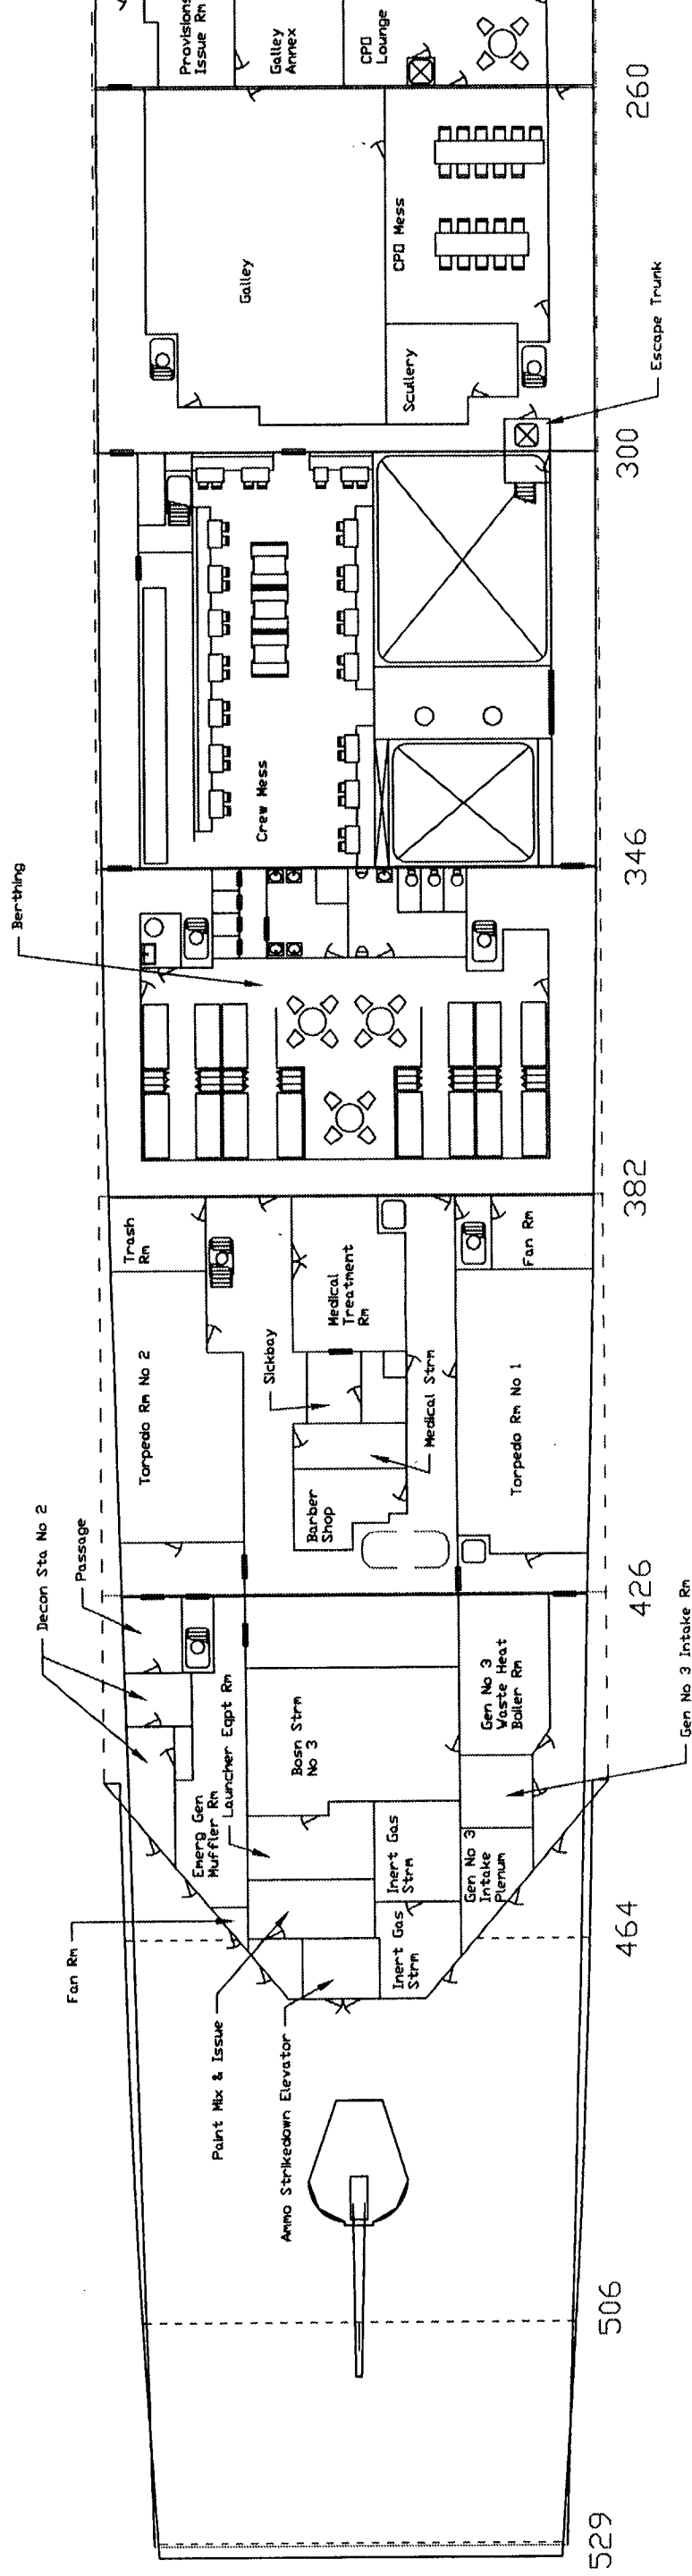 Provisions
Issue Rm
Galley
Annex
CPO
Lounge
260
Galley
CPO Mess
Scullery
Escape Trunk
300
Crew Mess
346
Berthing
382
Trash
Rm
Fan Rm
Medical
Treatment
Rm
Sickbay
Torpedo Rm No 2
Medical Strm
Torpedo Rm No 1
Barber
Shop
Decon Sta No 2
Passage
426
Gen No 3 Intake Rm
Launcher Eqpt Rm
Bosn Strm
No 3
Gen No 3
Waste Heat
Boiler Rm
Emerg Gen
Muffler Rm
Inert Gas
Strm
Gen No 3
Intake
Plenum
Fan Rm
Inert Gas
Strm
464
Paint Mix & Issue
Ammo Strikedown Elevator
506
529